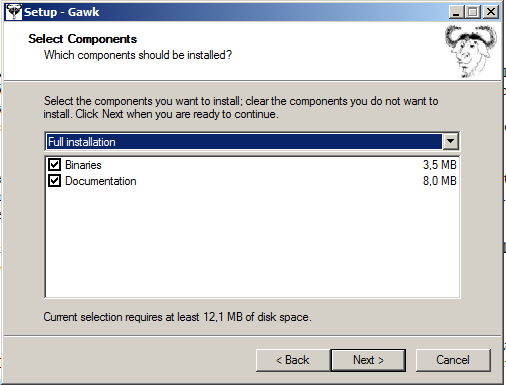 Setup - Gawk
Select Components
Which components should be installed?
Select the components you want to install; clear the components you do not want to
install. Click Next when you are ready to continue.
Full installation
Binaries 3,5 MB
Documentation 8,0 MB
Current selection requires at least 12,1 MB of disk space.
< Back Next > Cancel